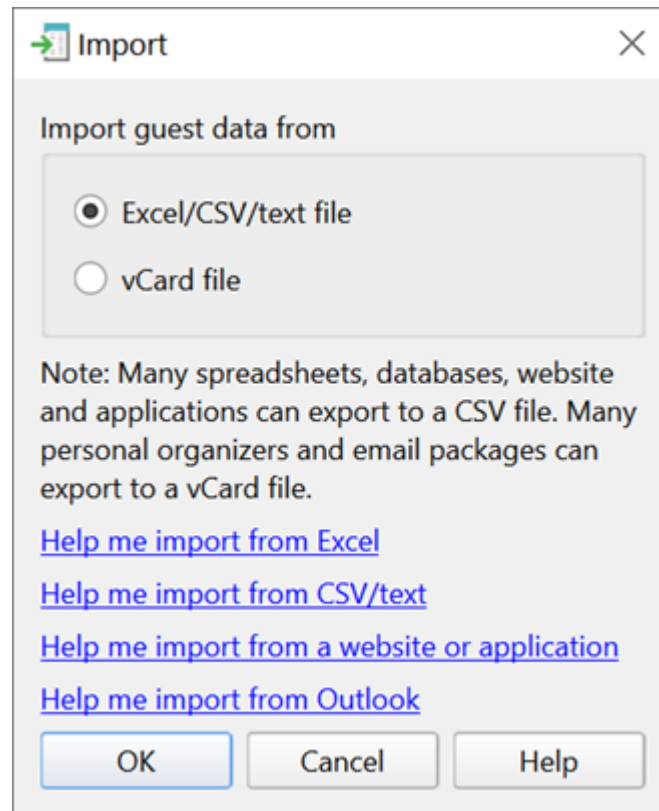 Import
Import guest data from
Excel/CSV/text file
vCard file
Note: Many spreadsheets, databases, website
and applications can export to a CSV file. Many
personal organizers and email packages can
export to a vCard file.
Help me import from Excel
Help me import from CSV/text
Help me import from a website or application
Help me import from Outlook
OK Cancel Help